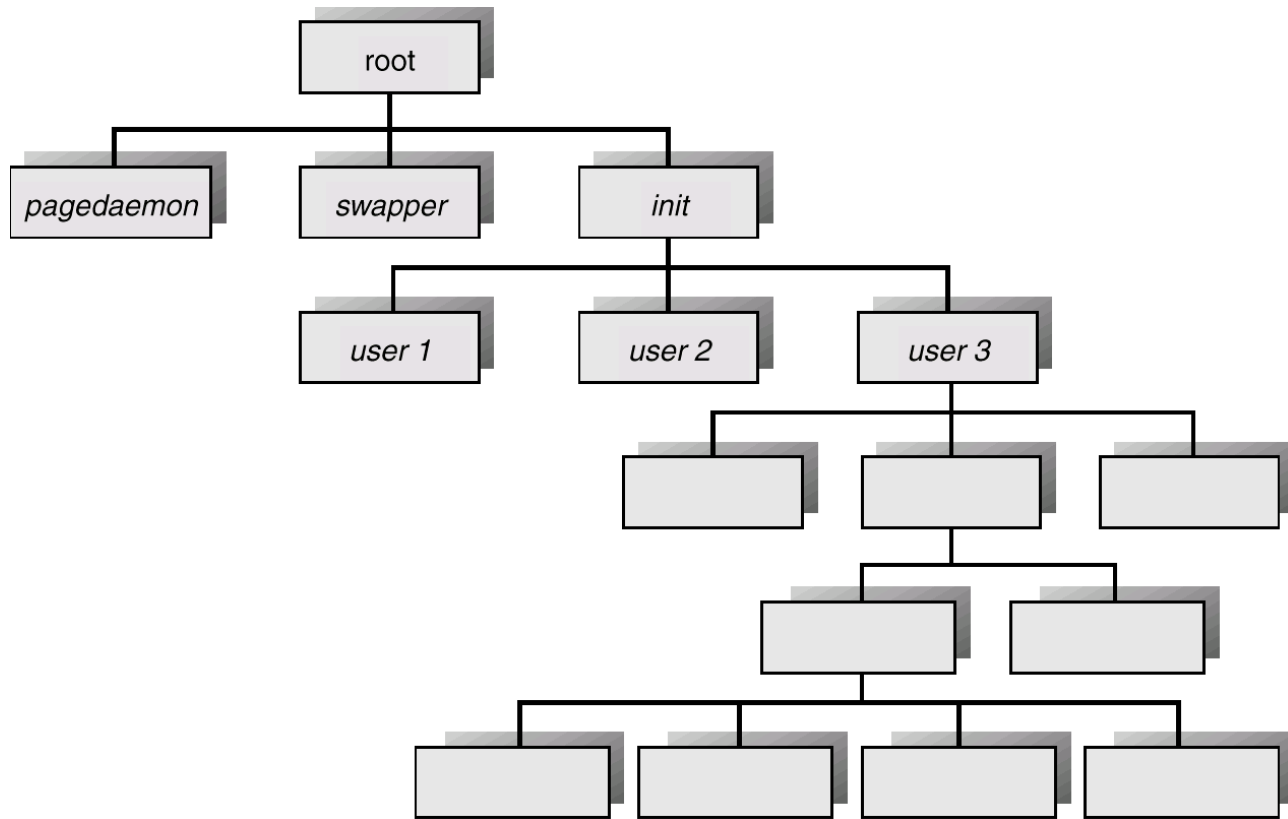 root
pagedaemon
swapper
init
user 1
user 2
user 3